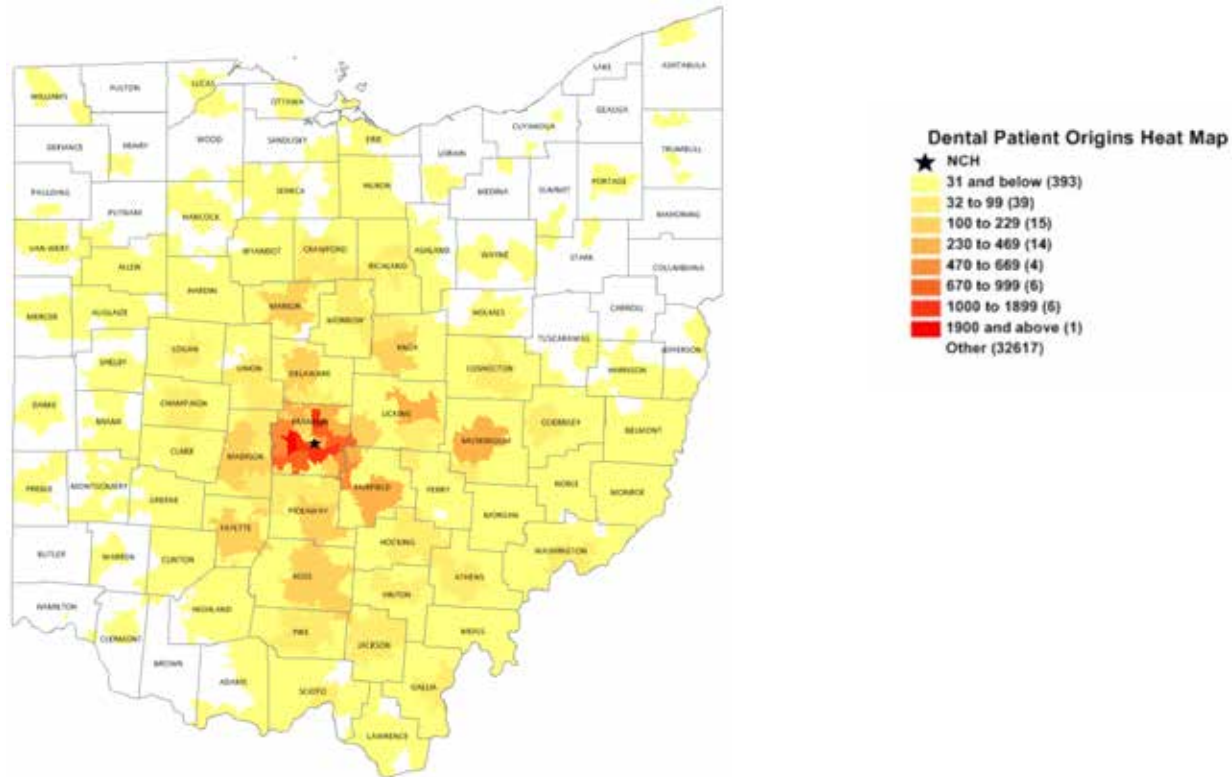 Dental Patient Origins Heat Map
NCH
31 and below (393)
32 to 99 (39)
100 to 229 (15)
230 to 469 (14)
470 to 669 (4)
670 to 999 (6)
1000 to 1899 (6)
1900 and above (1)
Other (32617)
LAKE
ASHTABULA
WILLIAMS
FULTON
LUCAS
OTTAWA
GEAUGA
CUYAHOGA
DEFIANCE
HENRY
WOOD
SANDUSKY
ERIE
LORAIN
TRUMBULL
PAULDING
SENECA
HURON
MEDINA
SUMMIT
PORTAGE
PUTNAM
HANCOCK
MAHONING
VAN WERT
ALLEN
WYANDOT
CRAWFORD
RICHLAND
ASHLAND
WAYNE
STARK
COLUMBIANA
HARDIN
MERCER
AUGLAIZE
MARION
MORROW
HOLMES
CARROLL
TUSCARAWAS
JEFFERSON
SHELBY
LOGAN
UNION
DELAWARE
KNOX
COSHOCTON
HARRISON
DARKE
MIAMI
CHAMPAIGN
FRANKLIN
LICKING
MUSKINGUM
GUERNSEY
BELMONT
CLARK
MADISON
PREBLE
MONTGOMERY
GREENE
FAIRFIELD
PERRY
NOBLE
MONROE
PICKAWAY
MORGAN
FAYETTE
BUTLER
WARREN
CLINTON
HOCKING
WASHINGTON
ROSS
ATHENS
HAMILTON
HIGHLAND
VINTON
CLERMONT
PIKE
JACKSON
MEIGS
BROWN
ADAMS
SCIOTO
GALLIA
LAWRENCE